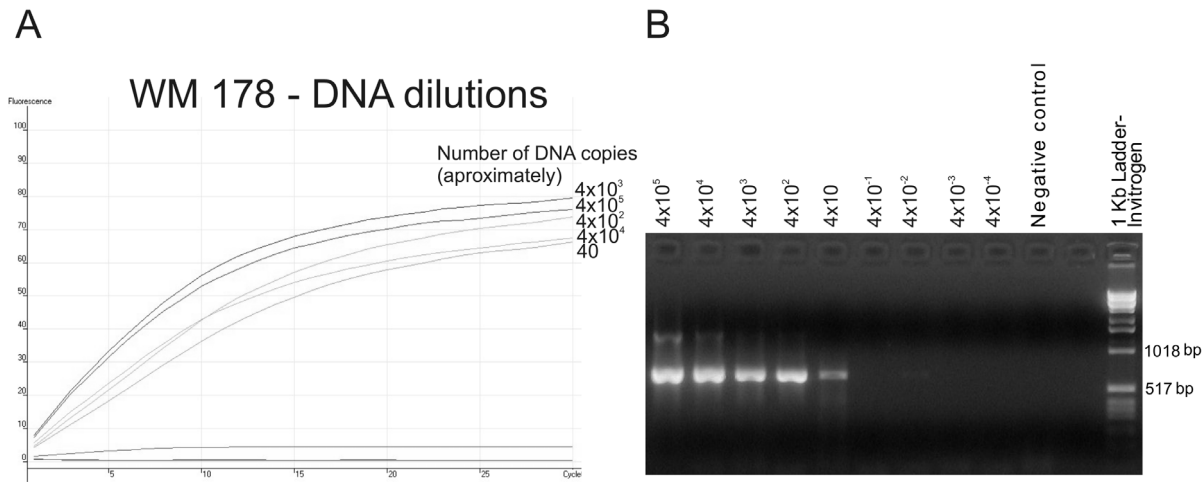 A
WM 178 - DNA dilutions
Fluorescence
100
90
80
70
60
50
40
30
20
10
0
5
10
15
20
25
Cycle
Number of DNA copies
(aproximately)
4x10³
4x10⁵
4x10²
4x10⁴
40
B
4x10⁵
4x10⁴
4x10³
4x10²
4x10
4x10⁻¹
4x10⁻²
4x10⁻³
4x10⁻⁴
Negative control
1 Kb Ladder-
Invitrogen
1018 bp
517 bp